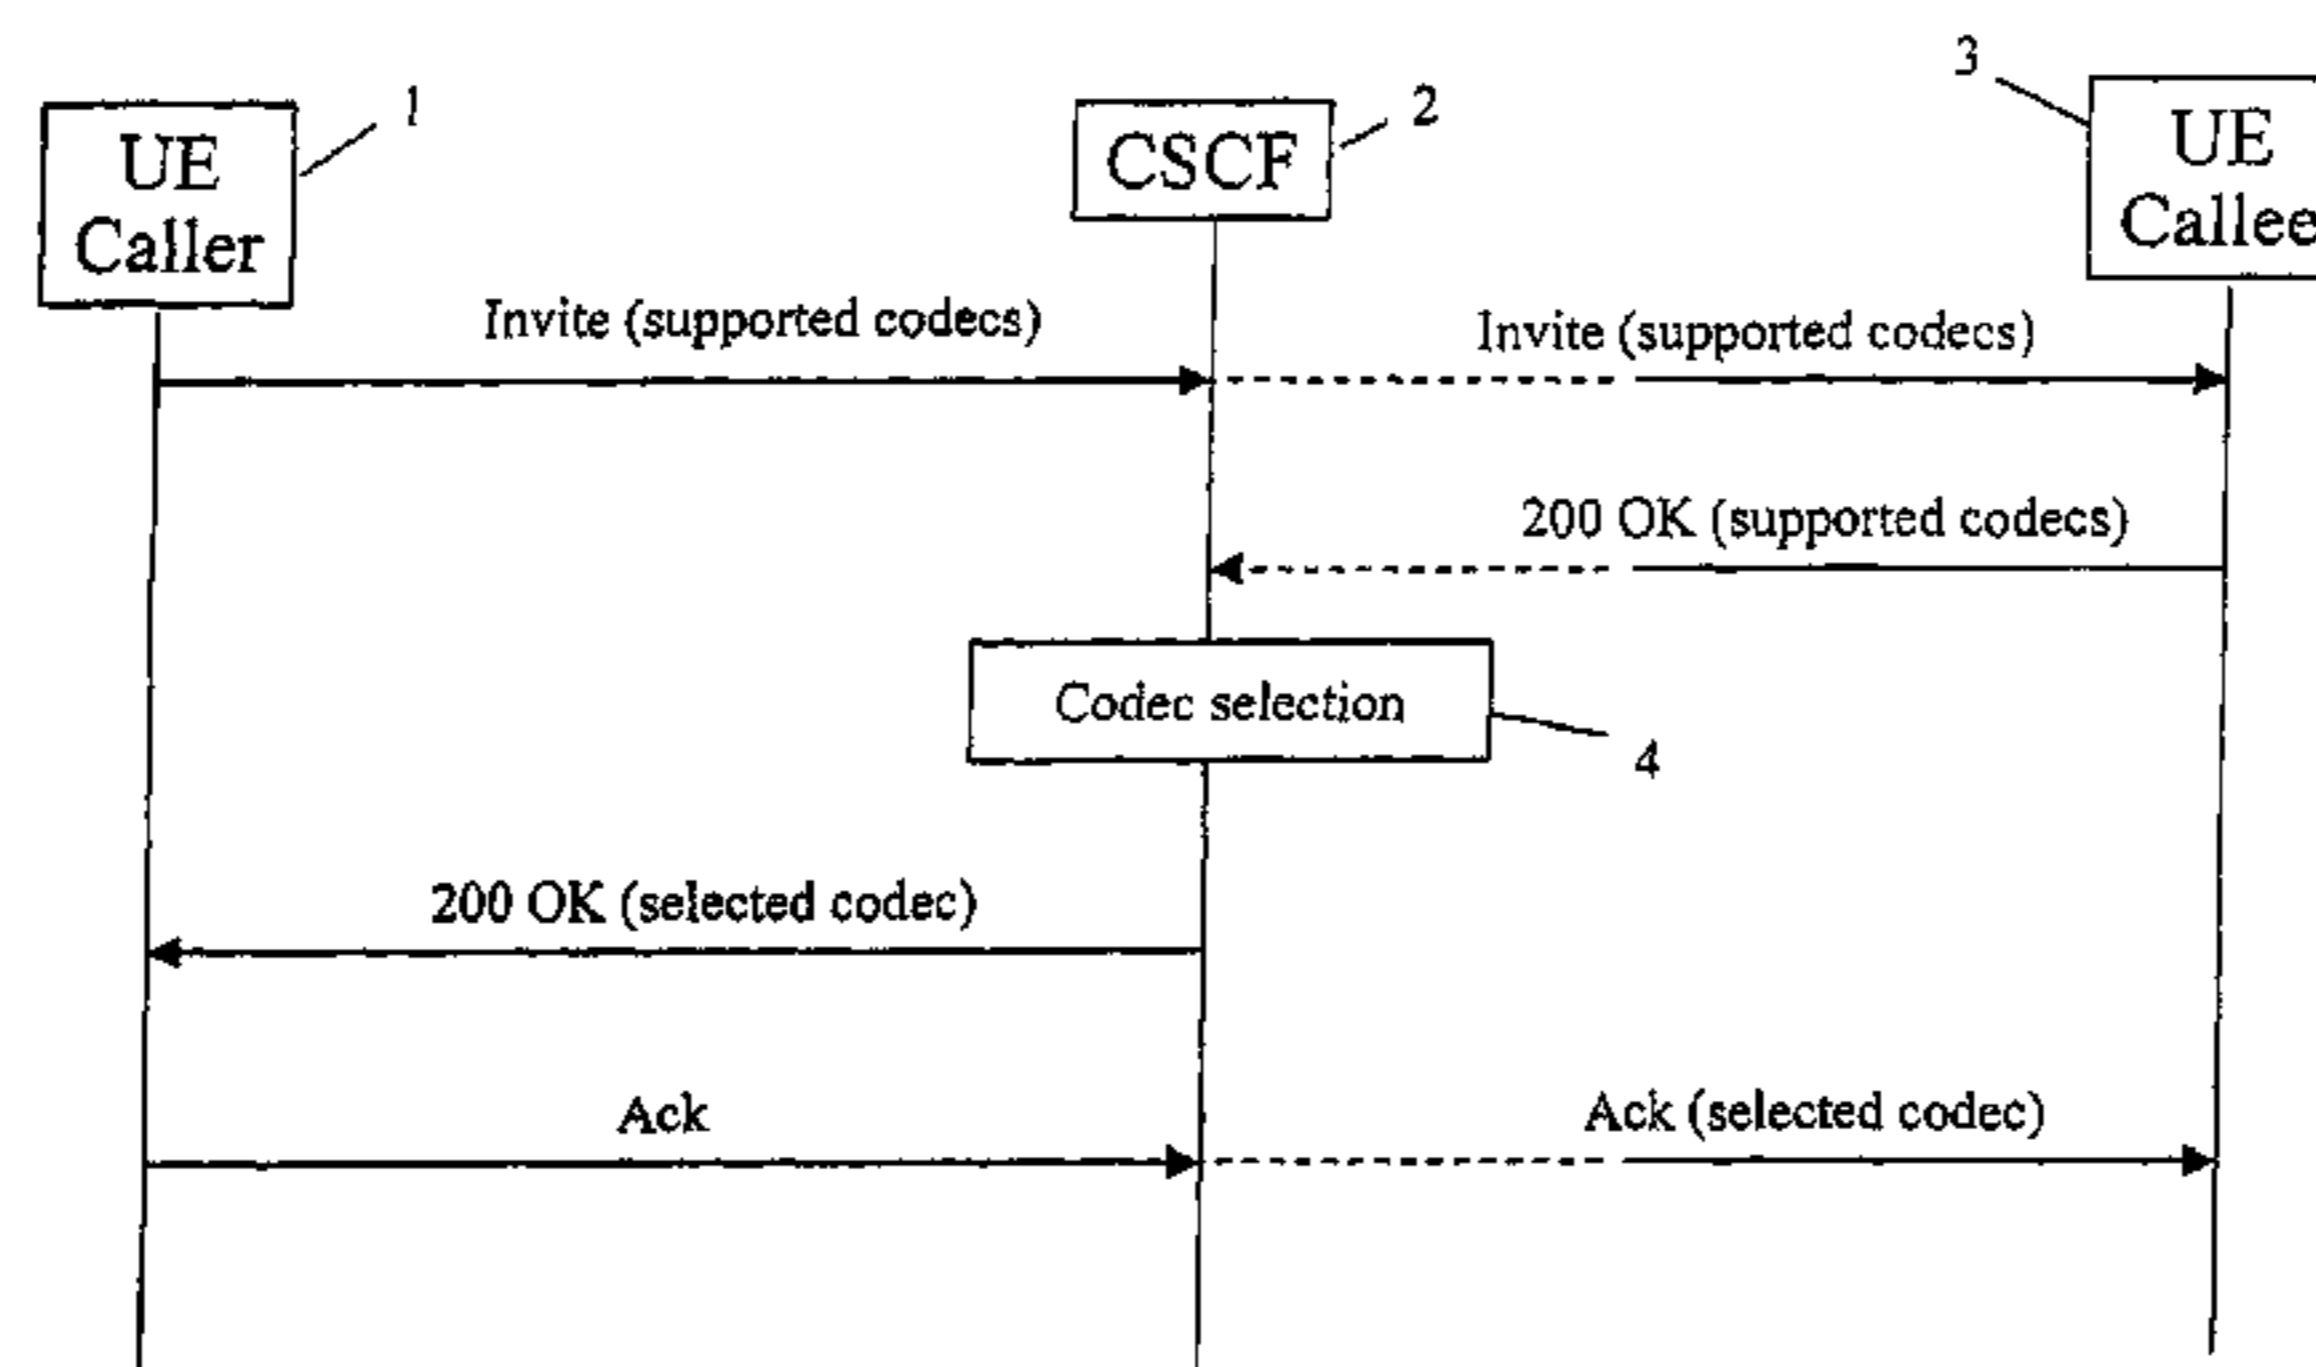 1
2
3
UE
Caller
CSCF
UE
Callee
Invite (supported codecs)
Invite (supported codecs)
200 OK (supported codecs)
Codec selection
4
200 OK (selected codec)
Ack
Ack (selected codec)